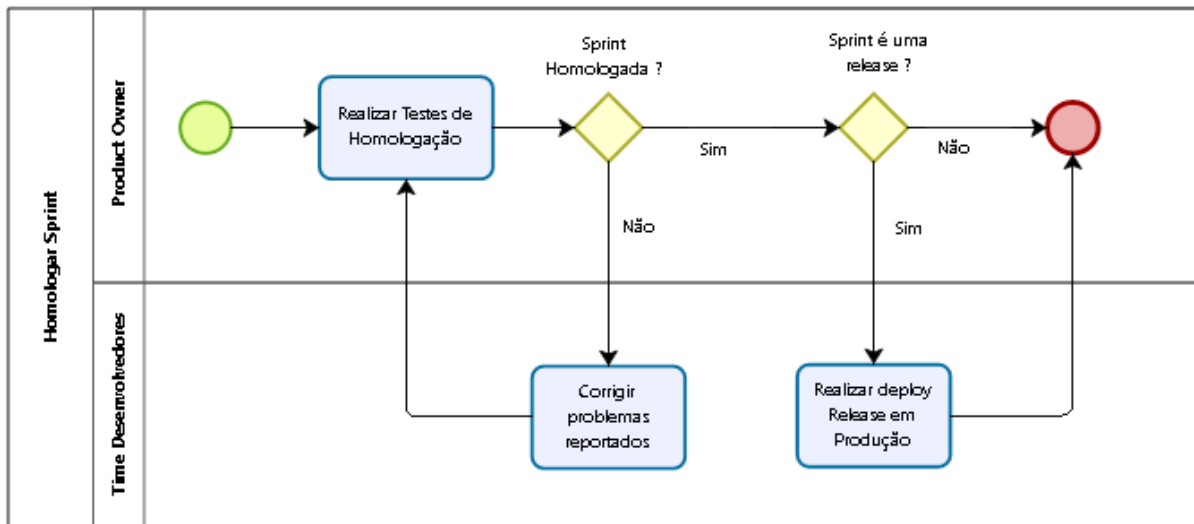 Homologar Sprint
Product Owner
Realizar Testes de
Homologação
Sprint
Homologada ?
Sim
Não
Sprint é uma
release ?
Não
Sim
Time Desenvolvedores
Corrigir
problemas
reportados
Realizar deploy
Release em
Produção